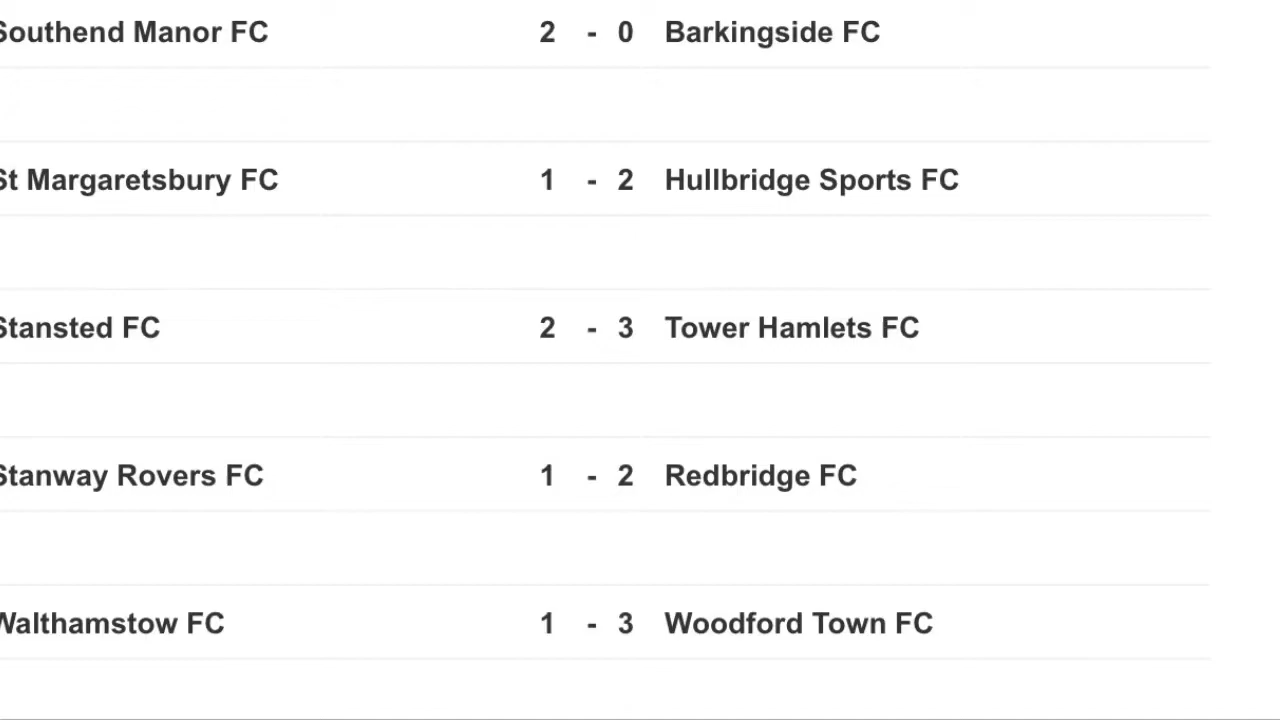 Southend Manor FC 2 - 0 Barkingside FC
St Margaretsbury FC 1 - 2 Hullbridge Sports FC
Stansted FC 2 - 3 Tower Hamlets FC
Stanway Rovers FC 1 - 2 Redbridge FC
Walthamstow FC 1 - 3 Woodford Town FC